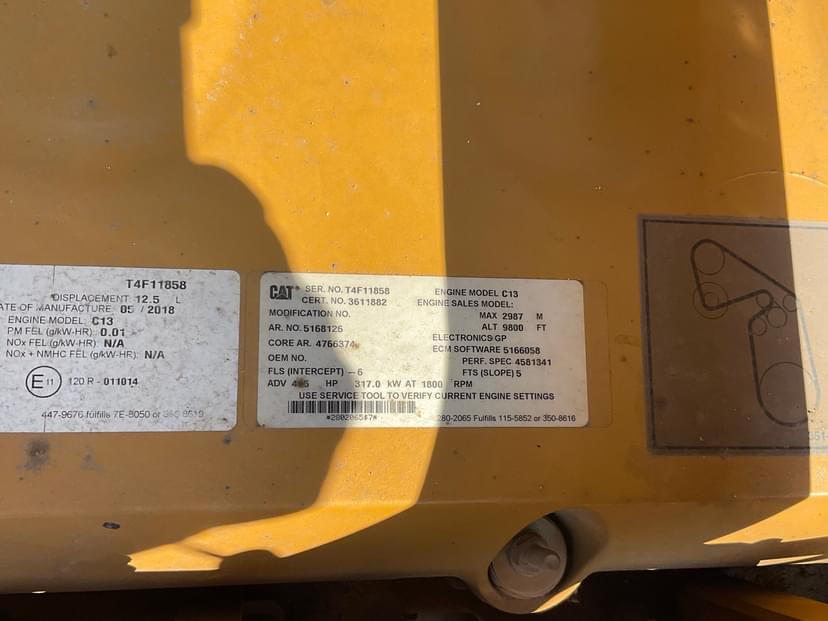 T4F11858
DISPLACEMENT: 12.5 L
ATE OF MANUFACTURE: 05 / 2018
ENGINE MODEL: C13
PM FEL (g/kW-HR): 0.01
NOx FEL (g/kW-HR): N/A
NOx + NMHC FEL (g/kW-HR): N/A
E11 120 R - 011014
447-9676 fulfills 7E-8050 or 350-8619
CAT SER. NO. T4F11858 ENGINE MODEL C13
CERT. NO. 3611882 ENGINE SALES MODEL:
MODIFICATION NO. MAX 2987 M
AR. NO. 5168126 ALT 9800 FT
CORE AR. 4766374 ELECTRONICS GP
OEM NO. ECM SOFTWARE 5166058
PERF. SPEC 4581341
FLS (INTERCEPT) -6 FTS (SLOPE) 5
ADV HP 317.0 kW AT 1800 RPM
USE SERVICE TOOL TO VERIFY CURRENT ENGINE SETTINGS
280-2065 Fulfills 115-5852 or 350-8616